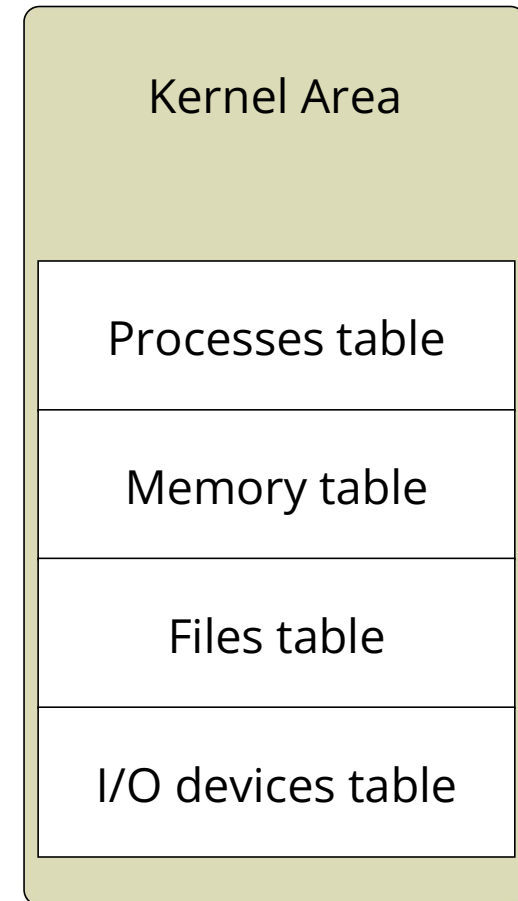 Kernel Area
Processes table
Memory table
Files table
I/O devices table